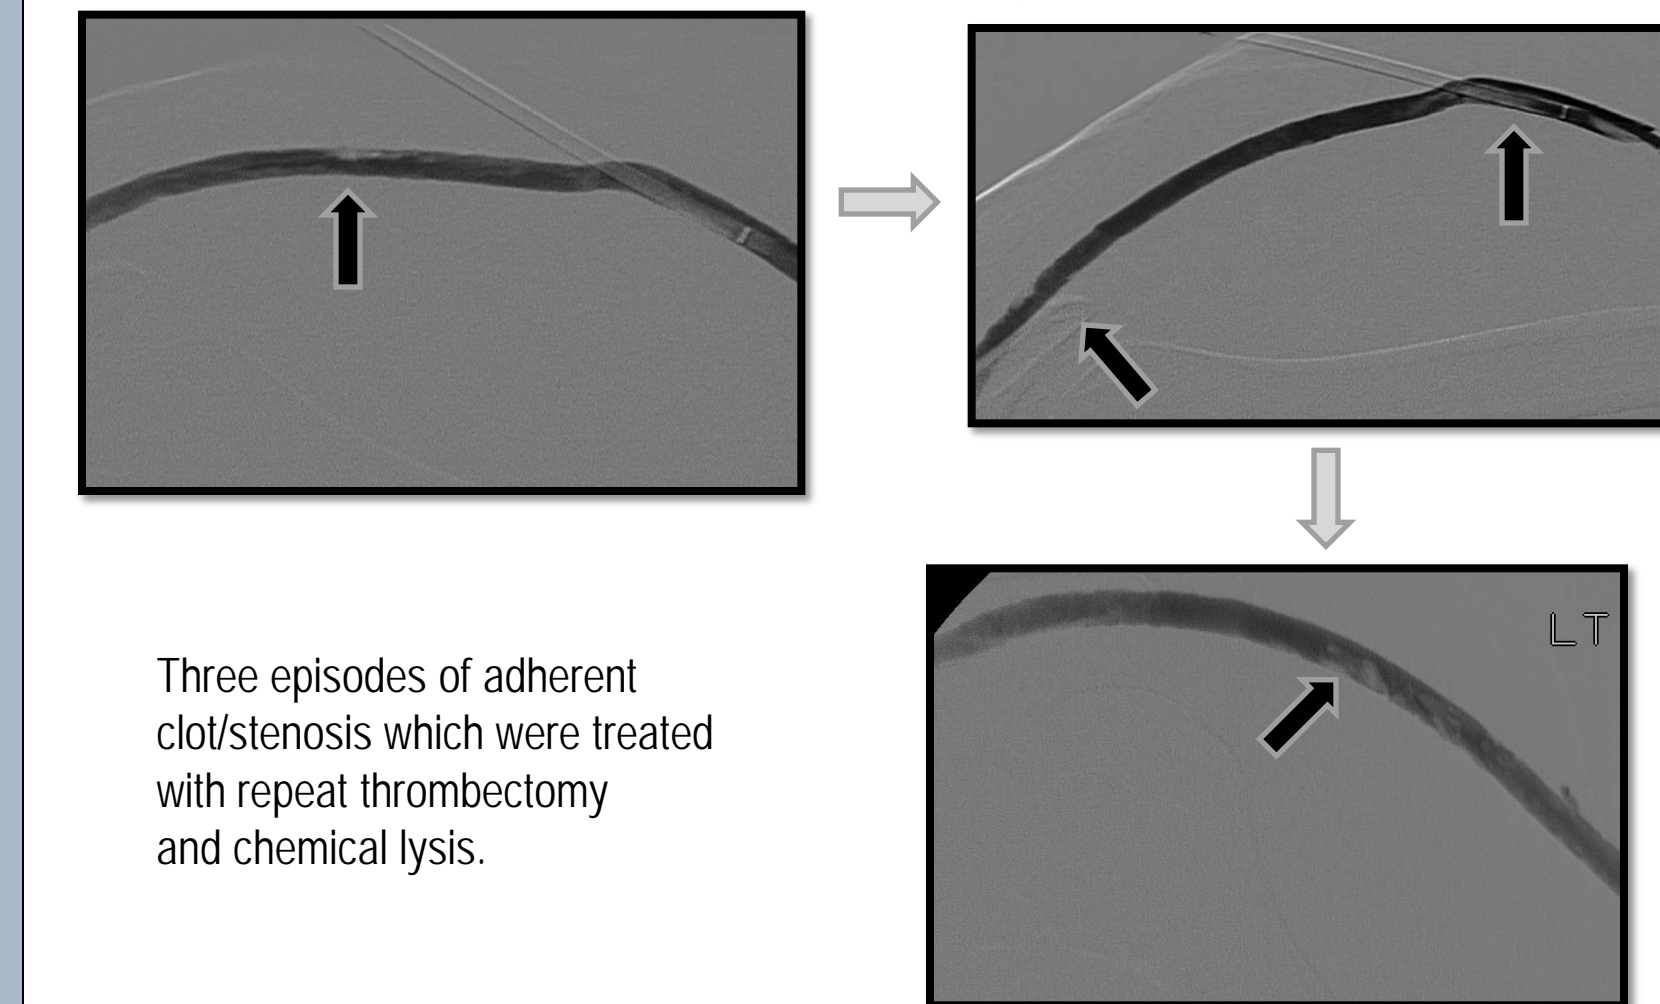 LT
Three episodes of adherent
clot/stenosis which were treated
with repeat thrombectomy
and chemical lysis.